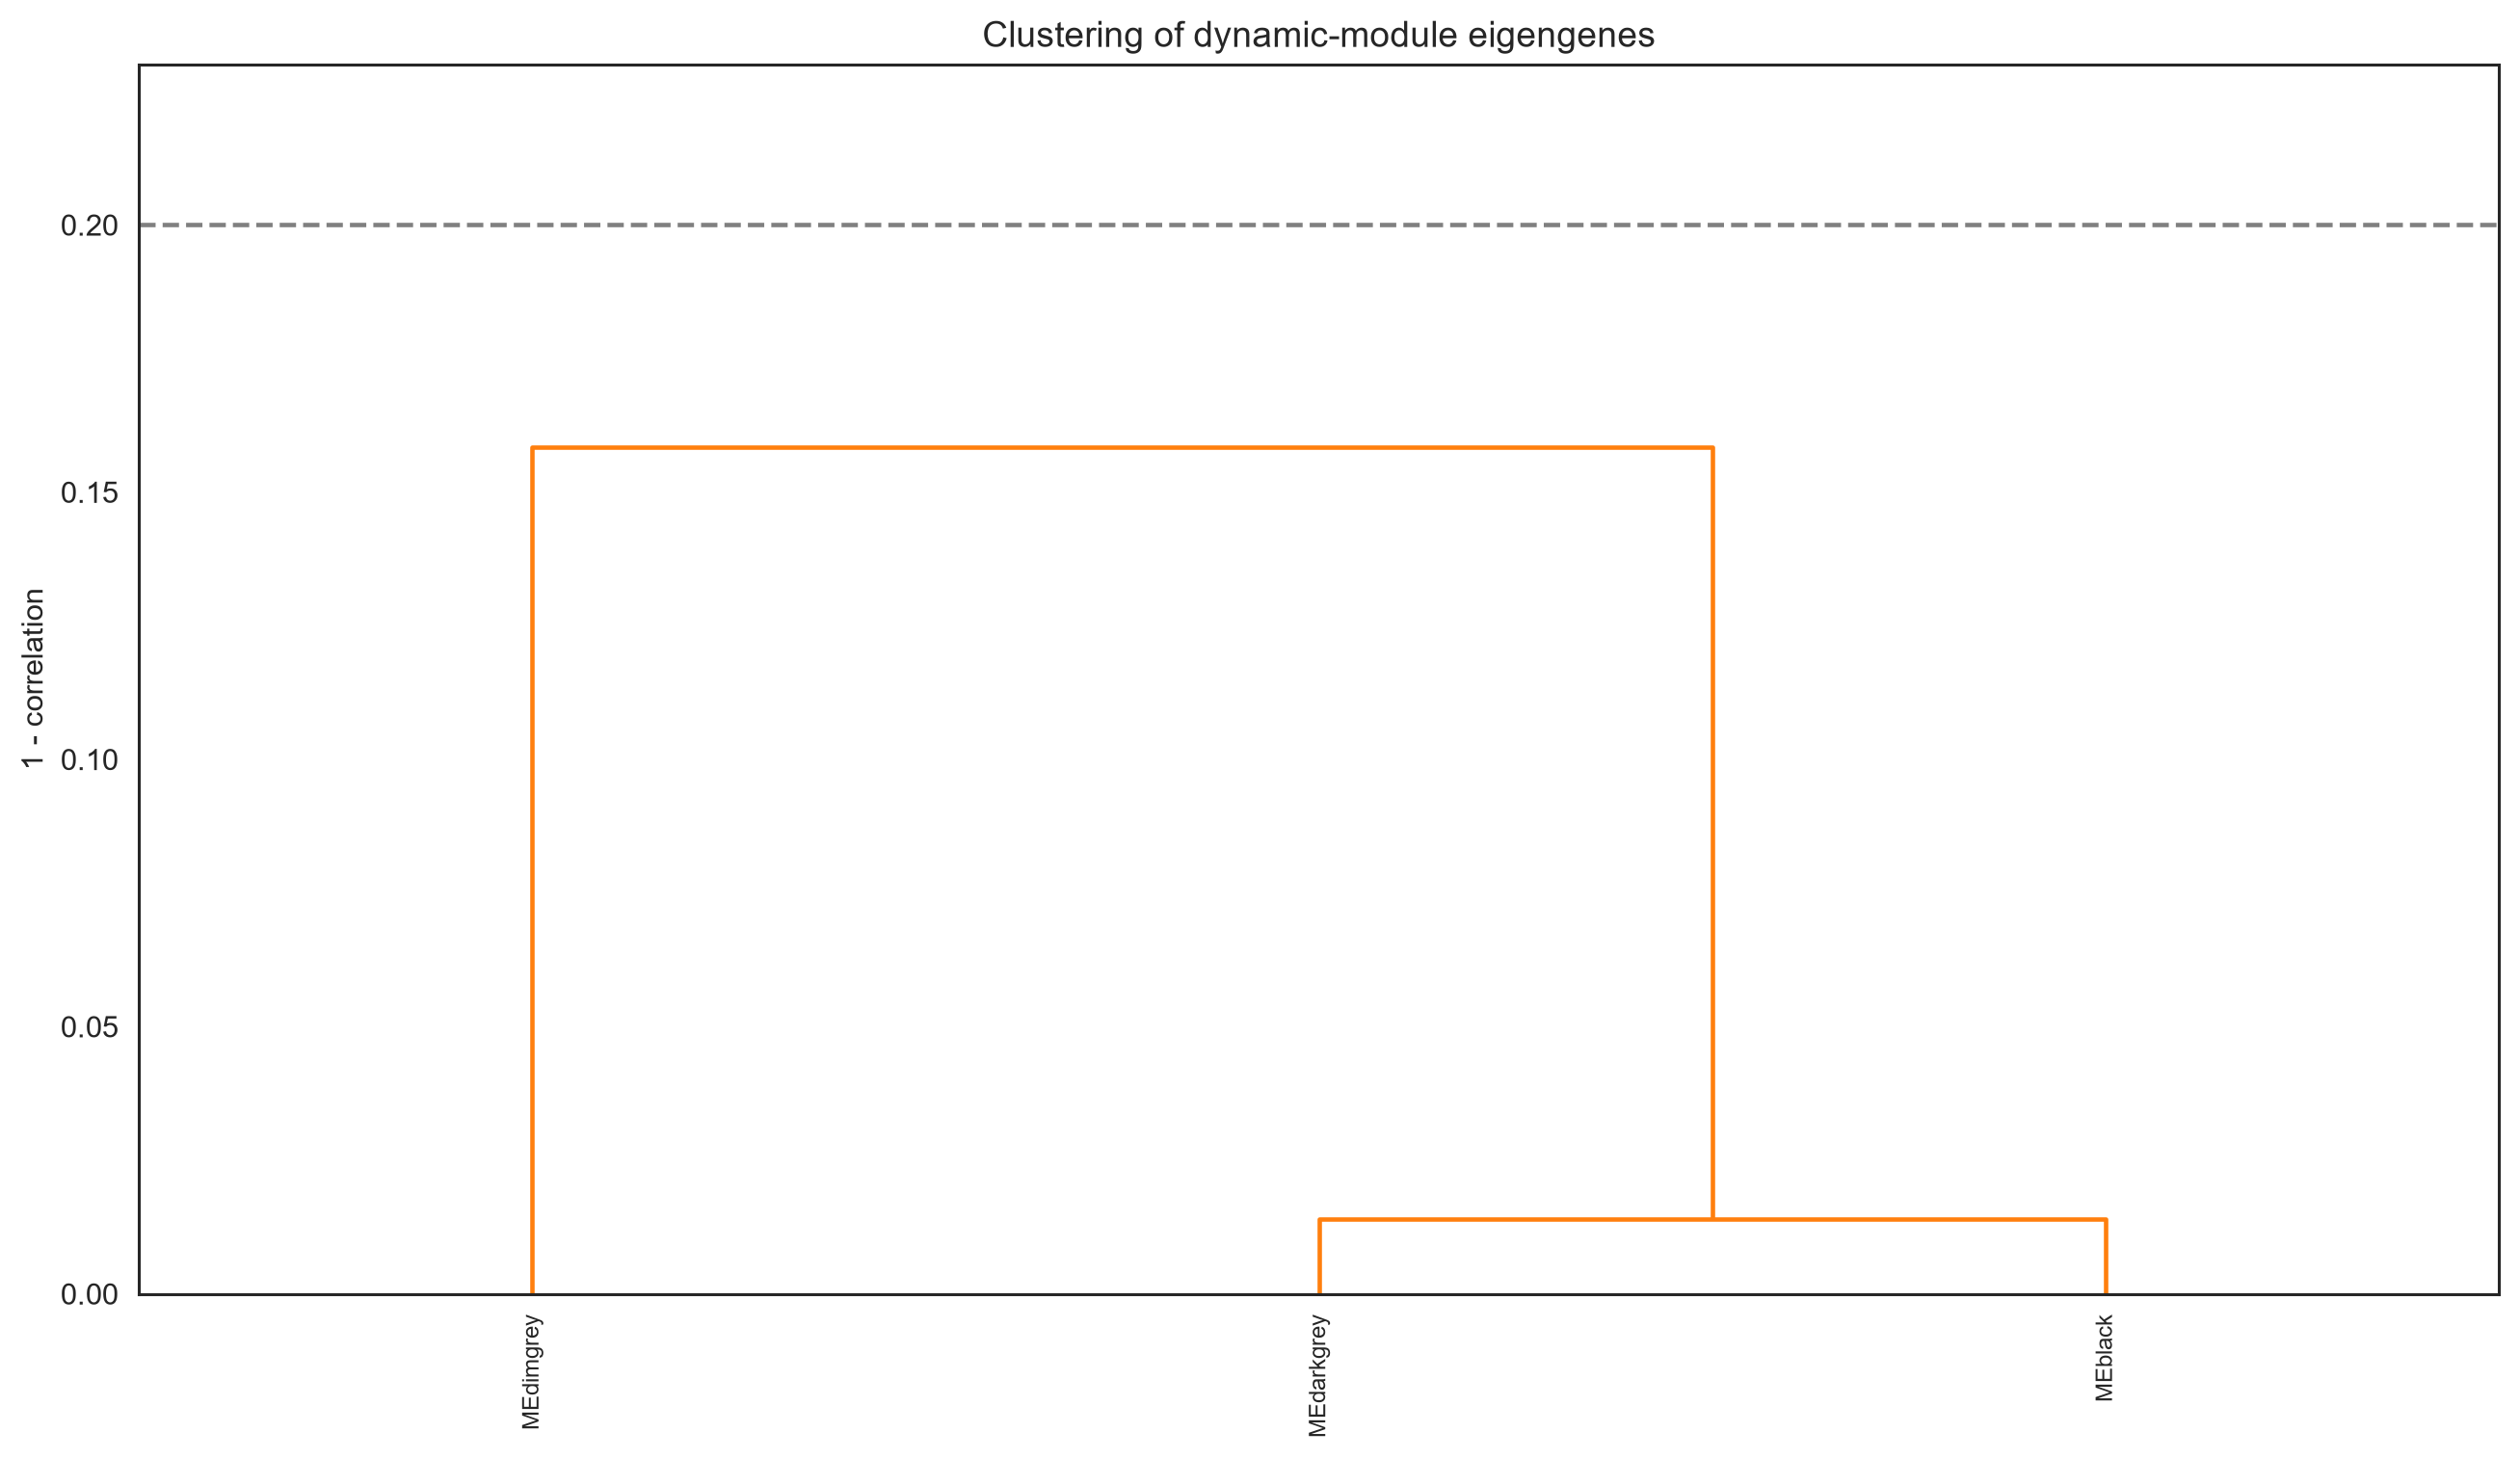 Clustering of dynamic-module eigengenes
1 - correlation
0.20
0.15
0.10
0.05
0.00
MEdimgrey
MEdarkgrey
MEblack